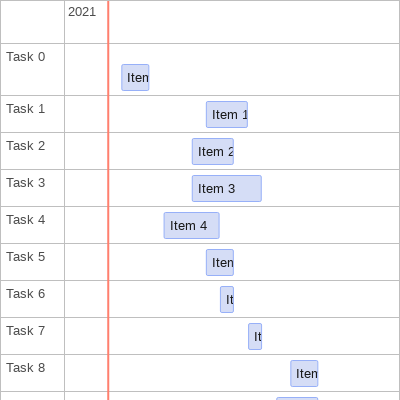 2021
Task 0
Iten
Task 1
Item 1
Task 2
Item 2
Task 3
Item 3
Task 4
Item 4
Task 5
Iten
Task 6
It
Task 7
It
Task 8
Iten